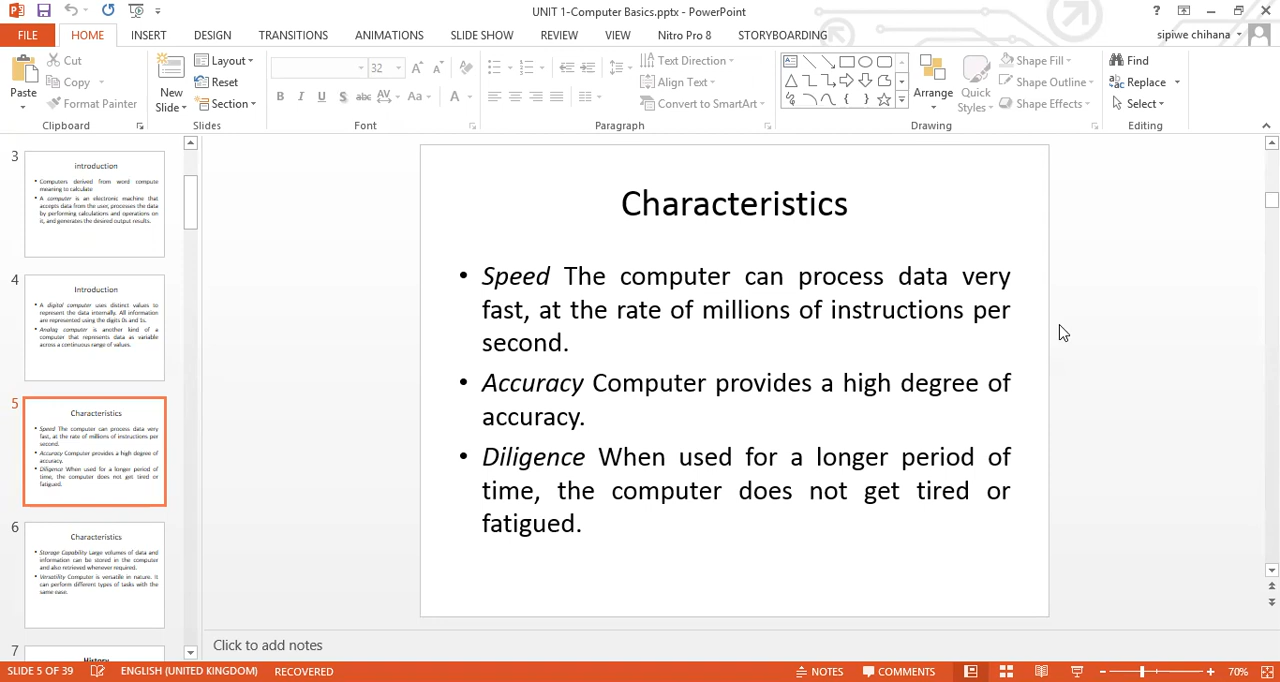 UNIT 1-Computer Basics.pptx - PowerPoint
?
FILE
HOME
INSERT
DESIGN
TRANSITIONS
ANIMATIONS
SLIDE SHOW
REVIEW
VIEW
Nitro Pro 8
STORYBOARDING
sipiwe chihana
Paste
Cut
Copy
Format Painter
Clipboard
New
Slide
Layout
Reset
Section
Slides
32
B I U S abc AV Aa A
Font
Text Direction
Align Text
Convert to SmartArt
Paragraph
Arrange
Quick
Styles
Shape Fill
Shape Outline
Shape Effects
Drawing
Find
Replace
Select
Editing
3
introduction
• Computers derived from word compute
meaning to calculate
• A computer is an electronic machine that
accepts data from the user, processes the
data by performing calculations and operations on
it, and generates the desired output results.
4
Introduction
• A digital computer uses distinct values to
represent the data internally. All information
are represented using the digits 0s and 1s.
• Analog computer is another kind of a
computer that represents data as variable
across a continuous range of values.
5
Characteristics
• Speed The computer can process data very
fast, at the rate of millions of instructions per
second.
• Accuracy Computer provides a high degree of
accuracy.
• Diligence When used for a longer period of
time, the computer does not get tired or
fatigued.
6
Characteristics
• Storage Capability Large volumes of data and
information can be stored in the computer
and also retrieved whenever required.
• Versatility Computer is versatile in nature. It
can perform different types of tasks with the
same ease.
7
History
Characteristics
• Speed The computer can process data very
fast, at the rate of millions of instructions per
second.
• Accuracy Computer provides a high degree of
accuracy.
• Diligence When used for a longer period of
time, the computer does not get tired or
fatigued.
Click to add notes
SLIDE 5 OF 39
ENGLISH (UNITED KINGDOM)
RECOVERED
NOTES
COMMENTS
70%